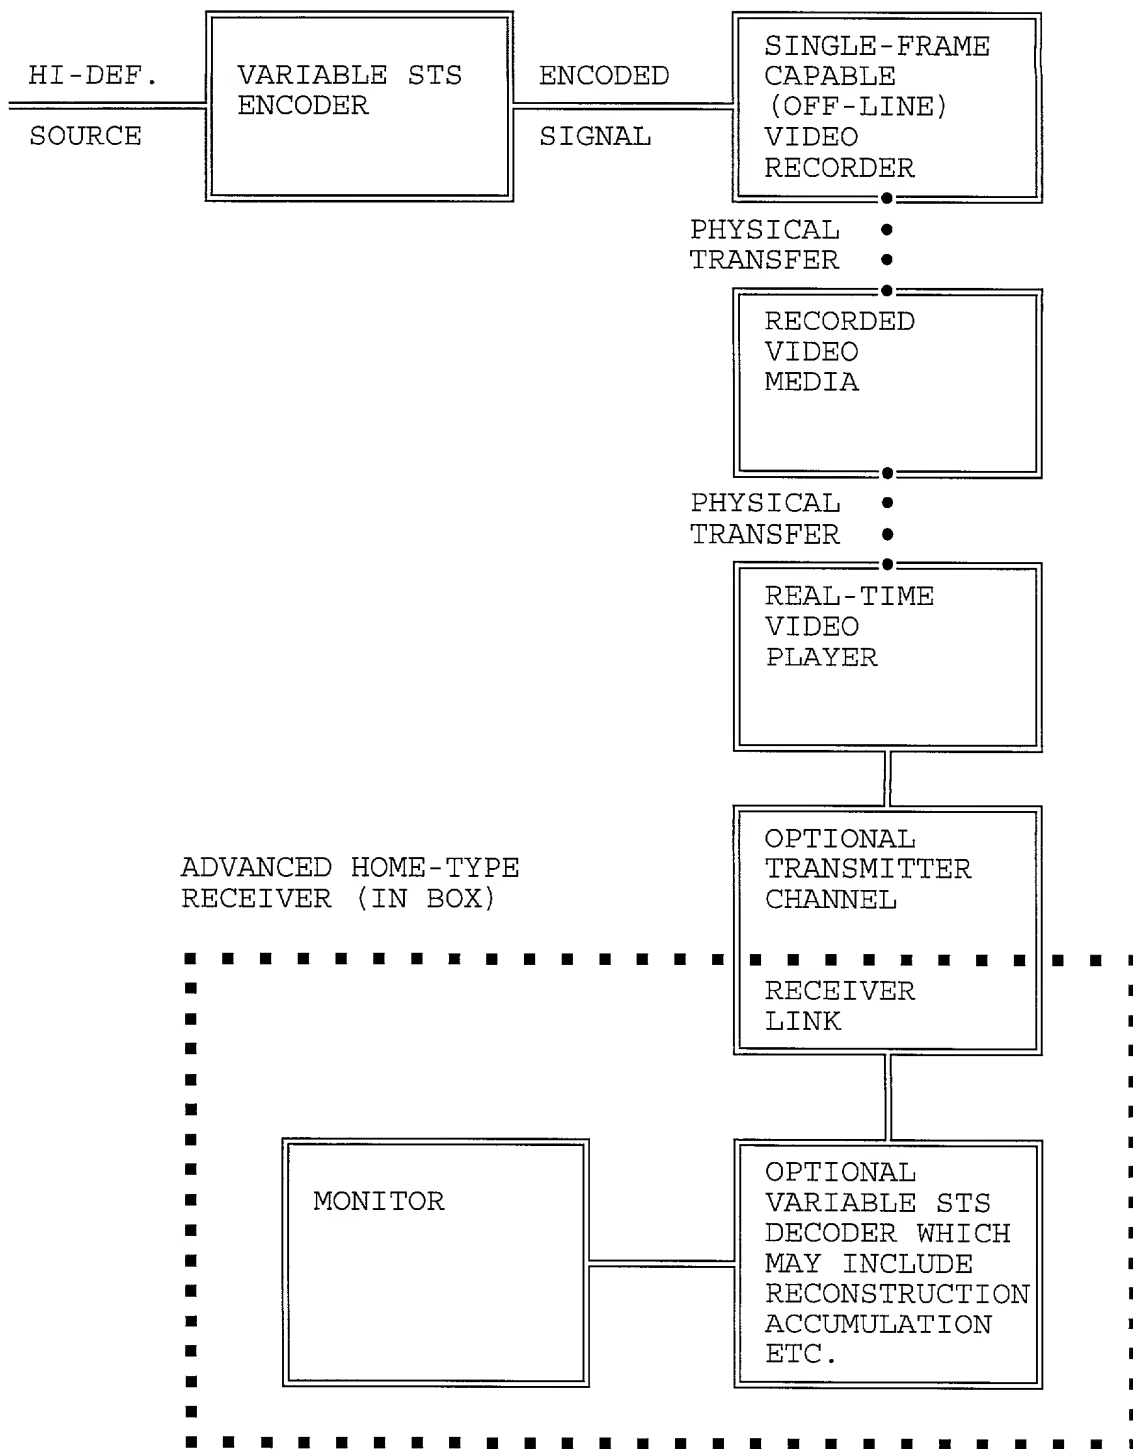 HI-DEF.
SOURCE
VARIABLE STS
ENCODER
ENCODED
SIGNAL
SINGLE-FRAME
CAPABLE
(OFF-LINE)
VIDEO
RECORDER
PHYSICAL
TRANSFER
RECORDED
VIDEO
MEDIA
PHYSICAL
TRANSFER
REAL-TIME
VIDEO
PLAYER
OPTIONAL
TRANSMITTER
CHANNEL
ADVANCED HOME-TYPE
RECEIVER (IN BOX)
RECEIVER
LINK
MONITOR
OPTIONAL
VARIABLE STS
DECODER WHICH
MAY INCLUDE
RECONSTRUCTION
ACCUMULATION
ETC.